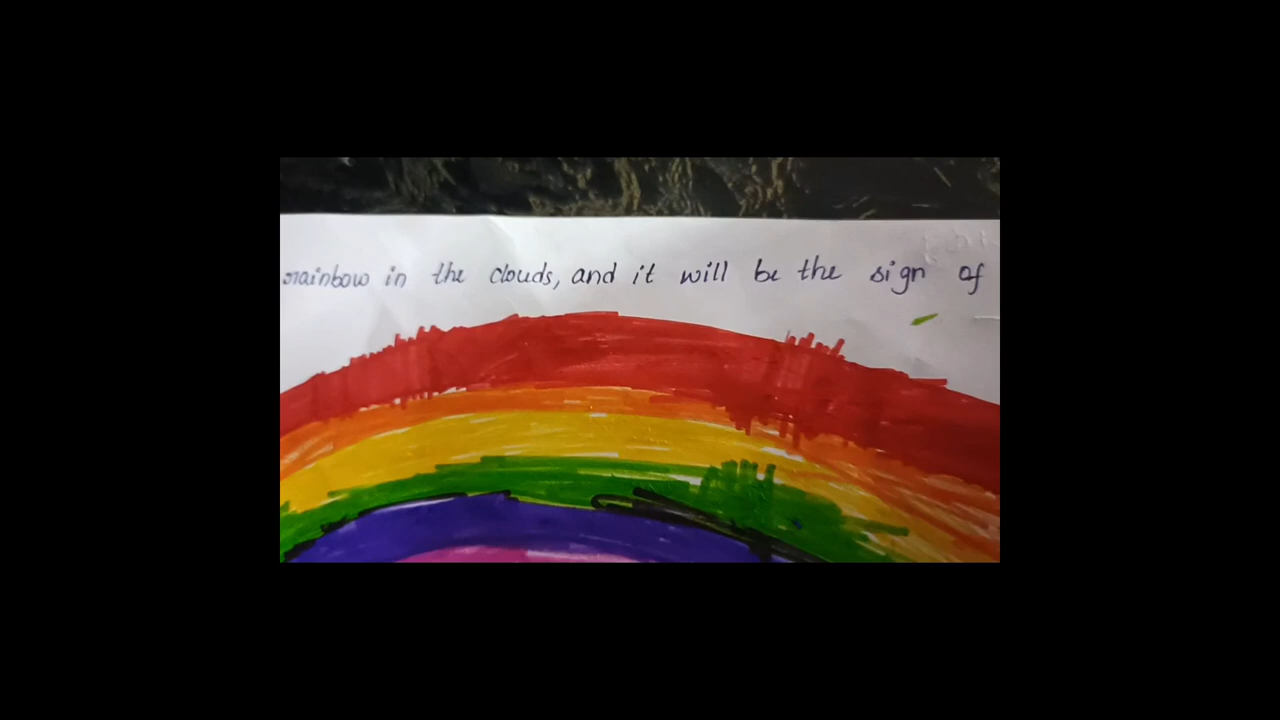 rainbow in the clouds, and it will be the sign of